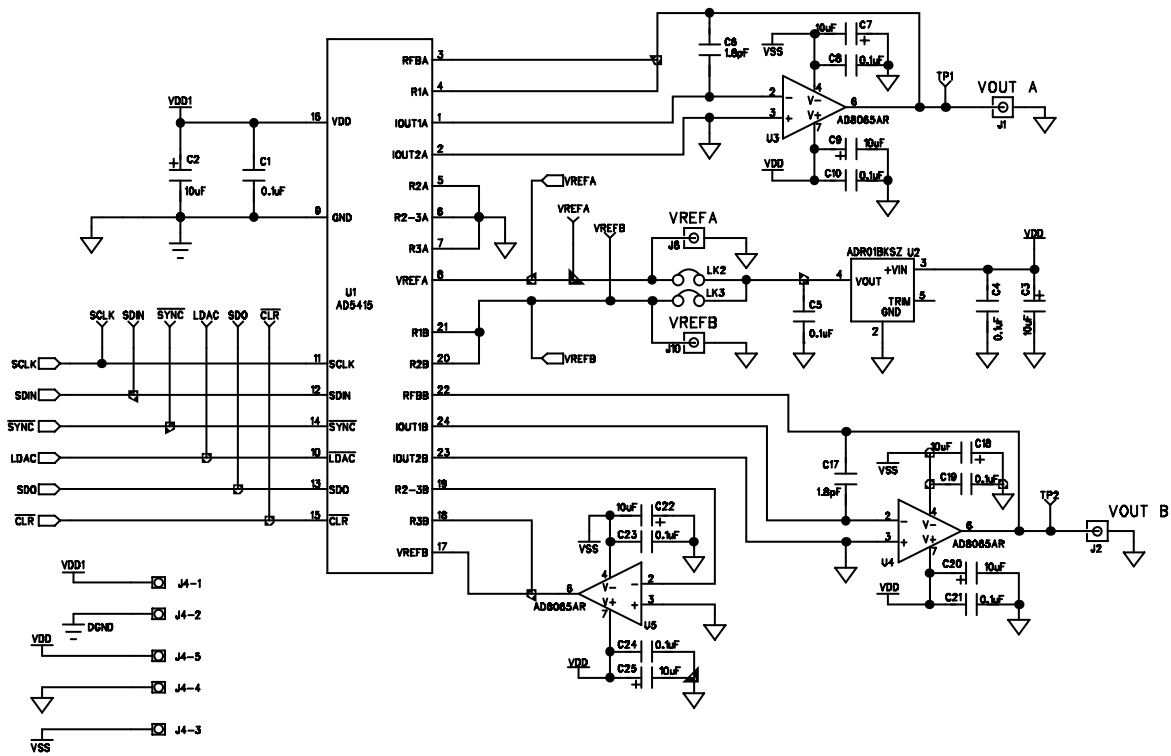 10uF C7
VSS
C6
1.8pF
C8 0.1uF
3 RFBA
4 R1A
VDD1
16 VDD
1 IOUT1A
2 IOUT2A
2 − V− 4
3 + V+ 7
6
U3 AD8065AR
TP1
VOUT A
J1
C9 10uF
VDD C10 0.1uF
+ C2 10uF
C1 0.1uF
5 R2A
9 GND
6 R2-3A
7 R3A
8 VREFA
VREFA
VREFA
VREFB
VREFA
J8
LK2
LK3
VREFB
J10
VREFB
C5 0.1uF
ADR01BKSZ U2
4 VOUT
+VIN 3
TRIM 5
GND
2
VDD
C4 0.1uF
C3 10uF
U1
AD5415
21 R1B
20 R2B
SCLK SDIN SYNC LDAC SDO CLR
SCLK 11 SCLK
SDIN 12 SDIN
SYNC 14 SYNC
LDAC 10 LDAC
SDO 13 SDO
CLR 15 CLR
22 RFBB
24 IOUT1B
23 IOUT2B
19 R2-3B
18 R3B
17 VREFB
C17
1.8pF
10uF C18
VSS
C19 0.1uF
2 − V− 4
3 + V+ 7
6
U4 AD8065AR
TP2
VOUT B
J2
C20 10uF
VDD C21 0.1uF
10uF C22
VSS C23 0.1uF
4 V− − 2
V+ + 3
7
6
AD8065AR U5
C24 0.1uF
VDD C25 10uF
VDD1 J4-1
DGND J4-2
VDD J4-5
J4-4
VSS J4-3